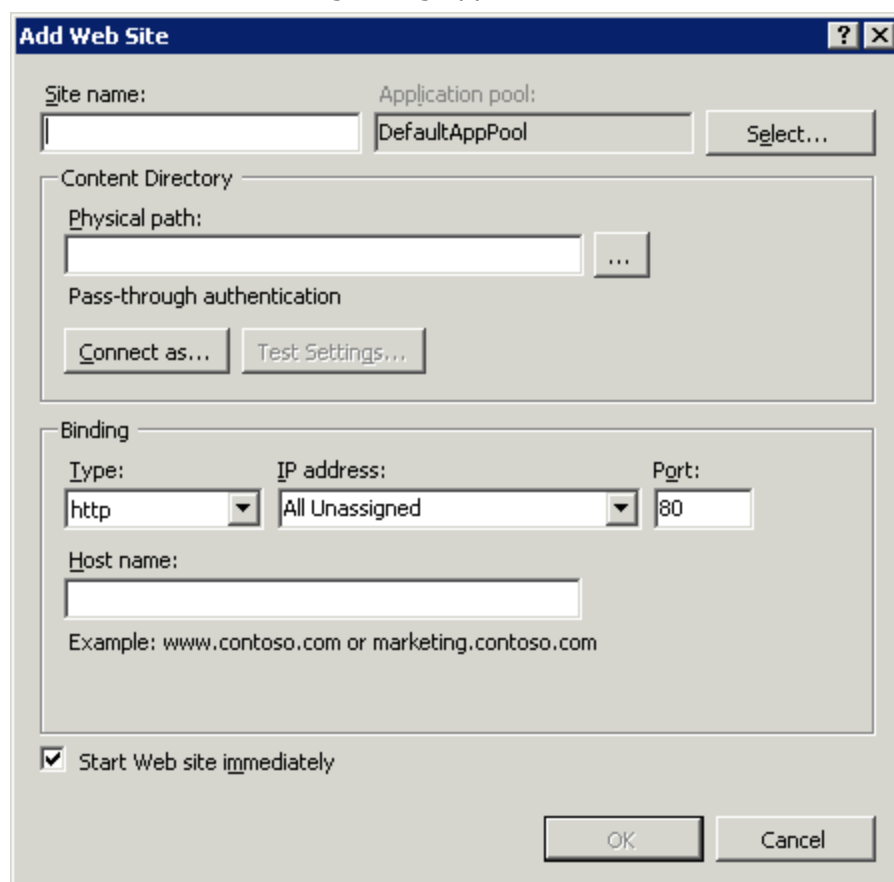 Add Web Site
Site name:
Application pool:
DefaultAppPool
Select...
Content Directory
Physical path:
...
Pass-through authentication
Connect as...
Test Settings...
Binding
Type:
IP address:
Port:
http
All Unassigned
80
Host name:
Example: www.contoso.com or marketing.contoso.com
Start Web site immediately
OK
Cancel